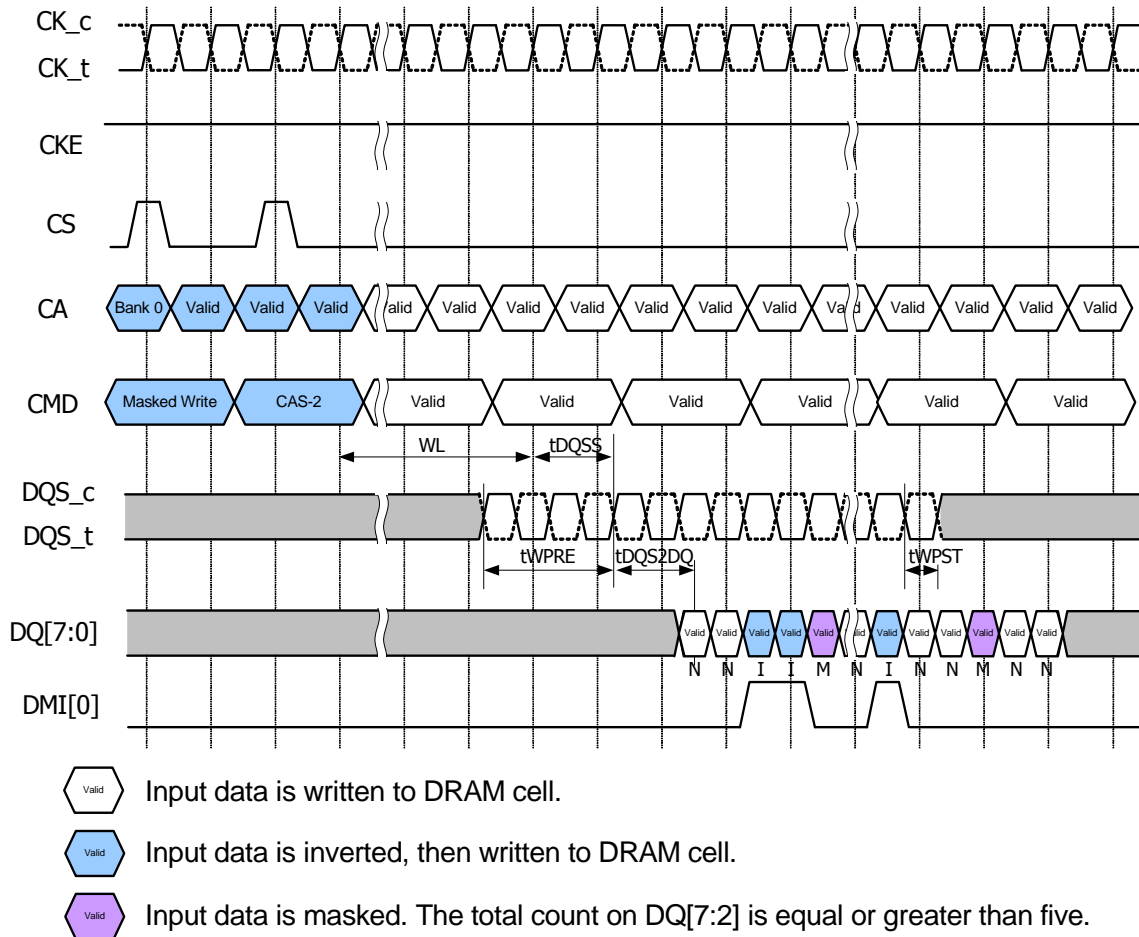 CK_c
CK_t
CKE
CS
CA Bank 0 Valid Valid Valid alid Valid Valid Valid Valid Valid Valid Va d Valid Valid Valid Valid
CMD Masked Write CAS-2 Valid Valid Valid Valid Valid Valid
WL tDQSS
DQS_c
DQS_t
tWPRE tDQS2DQ tWPST
DQ[7:0] Valid Valid Valid Valid Valid lid Valid Valid Valid Valid Valid Valid
N N I I M N I N N M N N
DMI[0]
Valid Input data is written to DRAM cell.
Valid Input data is inverted, then written to DRAM cell.
Valid Input data is masked. The total count on DQ[7:2] is equal or greater than five.